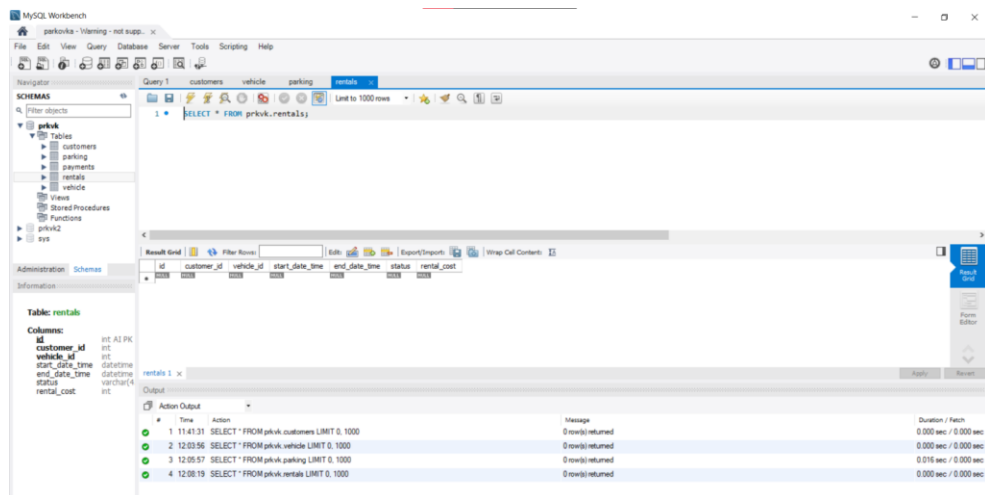 MySQL Workbench
parkovka - Warning - not supp..
File Edit View Query Database Server Tools Scripting Help
Navigator
SCHEMAS
Filter objects
prkvk
Tables
customers
parking
payments
rentals
vehicle
Views
Stored Procedures
Functions
prkvk2
sys
Administration Schemas
Information
Table: rentals
Columns:
id int AI PK
customer_id int
vehicle_id int
start_date_time datetime
end_date_time datetime
status varchar(4
rental_cost int
Query 1 customers vehicle parking rentals
Limit to 1000 rows
1 SELECT * FROM prkvk.rentals;
Result Grid Filter Rows: Edit: Export/Import: Wrap Cell Content:
id customer_id vehicle_id start_date_time end_date_time status rental_cost
NULL NULL NULL NULL NULL NULL NULL
Result Grid
Form Editor
rentals 1 Apply Revert
Output
Action Output
# Time Action Message Duration / Fetch
1 11:41:31 SELECT * FROM prkvk.customers LIMIT 0, 1000 0 row(s) returned 0.000 sec / 0.000 sec
2 12:03:56 SELECT * FROM prkvk.vehicle LIMIT 0, 1000 0 row(s) returned 0.000 sec / 0.000 sec
3 12:05:57 SELECT * FROM prkvk.parking LIMIT 0, 1000 0 row(s) returned 0.016 sec / 0.000 sec
4 12:08:19 SELECT * FROM prkvk.rentals LIMIT 0, 1000 0 row(s) returned 0.000 sec / 0.000 sec